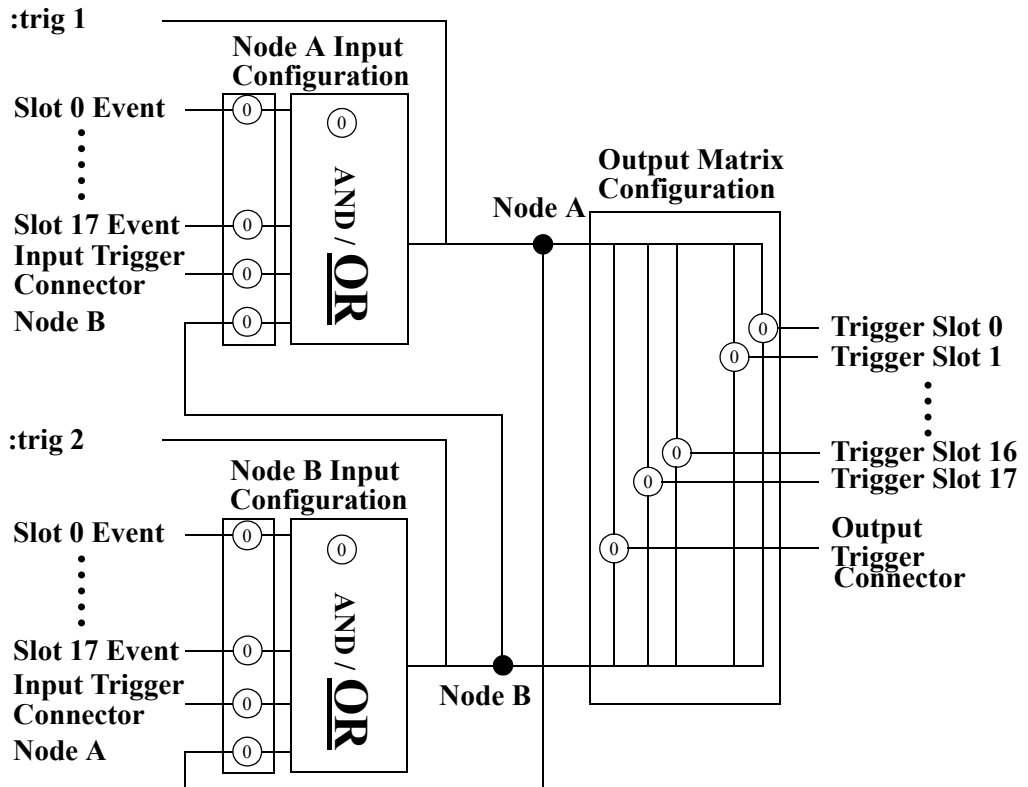 :trig 1
Node A Input
Configuration
Slot 0 Event
0
0
AND / OR
Slot 17 Event
0
Input Trigger
Connector
0
Node B
0
Node A
Output Matrix
Configuration
0
Trigger Slot 0
0
Trigger Slot 1
0
Trigger Slot 16
0
Trigger Slot 17
0
Output
Trigger
Connector
:trig 2
Node B Input
Configuration
Slot 0 Event
0
0
AND / OR
Slot 17 Event
0
Input Trigger
Connector
0
Node A
0
Node B